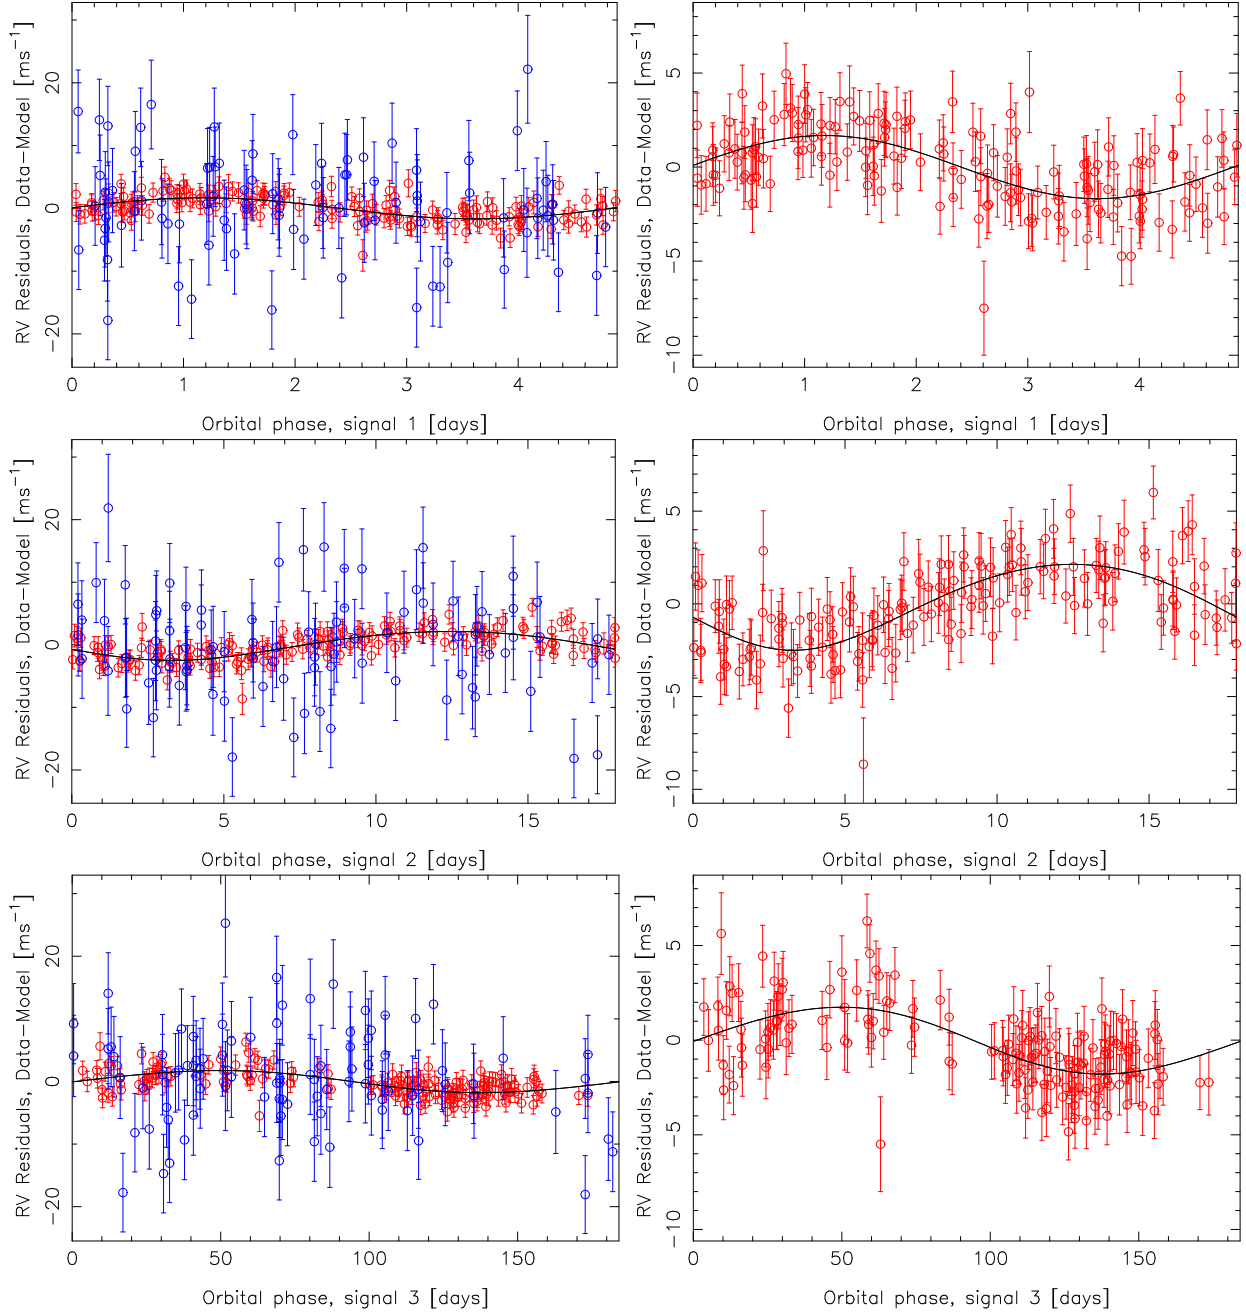 RV Residuals, Data-Model [ms⁻¹]
20
0
-20
0 1 2 3 4
Orbital phase, signal 1 [days]
RV Residuals, Data-Model [ms⁻¹]
5
0
-5
-10
0 1 2 3 4
Orbital phase, signal 1 [days]
RV Residuals, Data-Model [ms⁻¹]
20
0
-20
0 5 10 15
Orbital phase, signal 2 [days]
RV Residuals, Data-Model [ms⁻¹]
5
0
-5
-10
0 5 10 15
Orbital phase, signal 2 [days]
RV Residuals, Data-Model [ms⁻¹]
20
0
-20
0 50 100 150
Orbital phase, signal 3 [days]
RV Residuals, Data-Model [ms⁻¹]
5
0
-5
-10
0 50 100 150
Orbital phase, signal 3 [days]